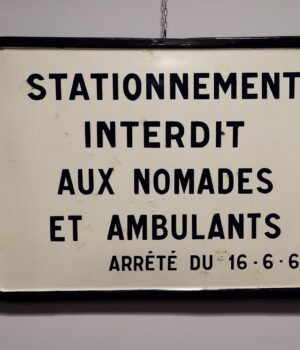 STATIONNEMENT
INTERDIT
AUX NOMADES
ET AMBULANTS
ARRÊTÉ DU 16-6-6